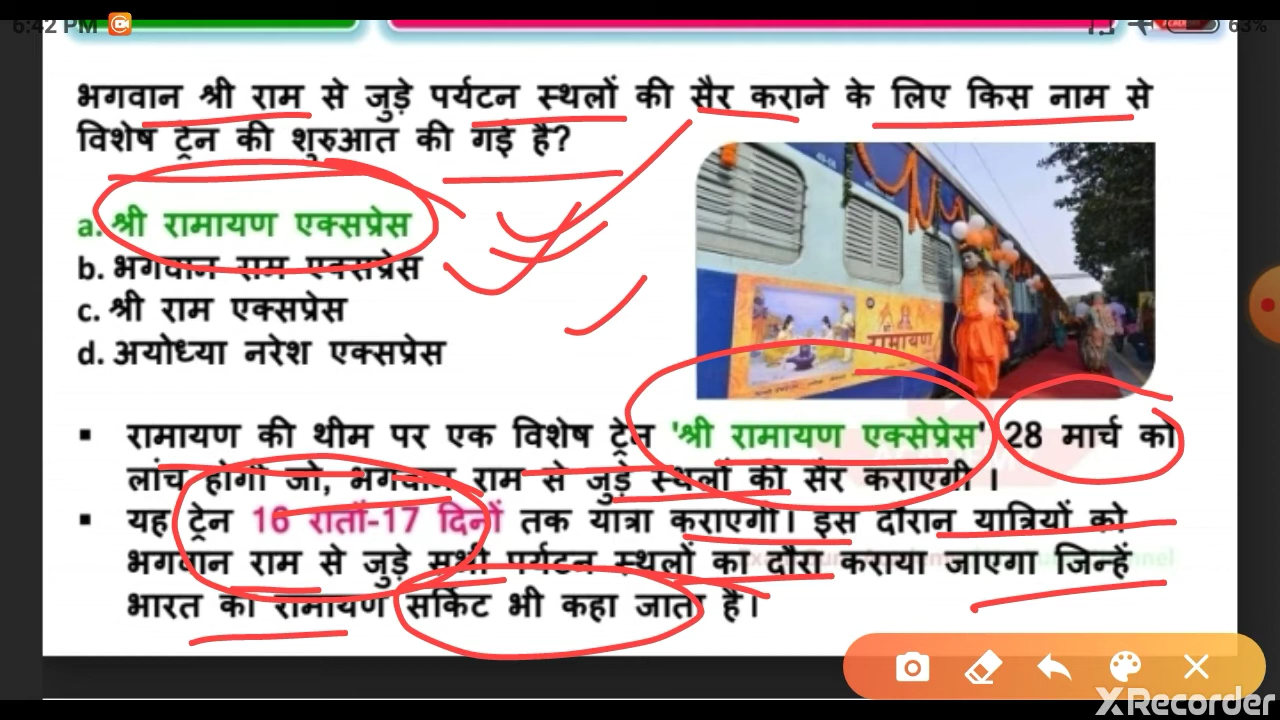 6:42 PM
63%
भगवान श्री राम से जुड़े पर्यटन स्थलों की सैर कराने के लिए किस नाम से
विशेष ट्रेन की शुरुआत की गई है?
a. श्री रामायण एक्सप्रेस
b. भगवान राम एक्सप्रेस
c. श्री राम एक्सप्रेस
d. अयोध्या नरेश एक्सप्रेस
रामायण
▪ रामायण की थीम पर एक विशेष ट्रेन 'श्री रामायण एक्सेप्रेस' 28 मार्च को
लांच होगी जो, भगवान राम से जुड़े स्थलों की सैर कराएगी ।
▪ यह ट्रेन 16 रातों-17 दिनों तक यात्रा कराएगी। इस दौरान यात्रियों को
भगवान राम से जुड़े सभी पर्यटन स्थलों का दौरा कराया जाएगा जिन्हें
भारत का रामायण सर्किट भी कहा जाता है।
XRecorder